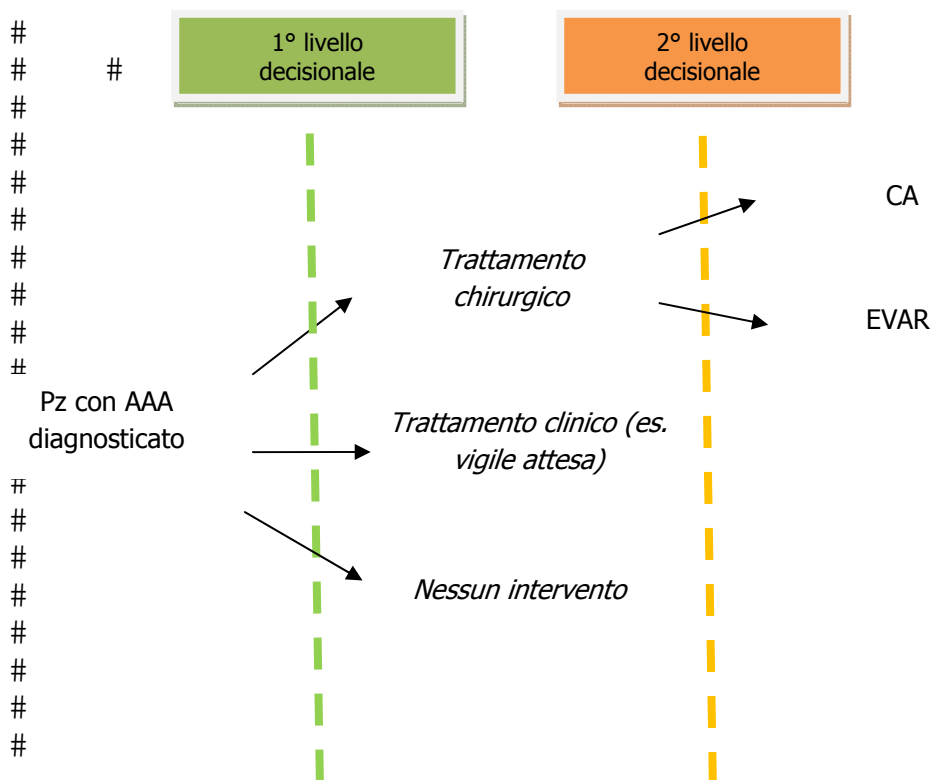 #
1° livello
decisionale
2° livello
decisionale
# #
#
#
#
CA
#
Trattamento
chirurgico
#
#
EVAR
#
#
Pz con AAA
diagnosticato
Trattamento clinico (es.
vigile attesa)
#
#
#
#
Nessun intervento
#
#
#
#